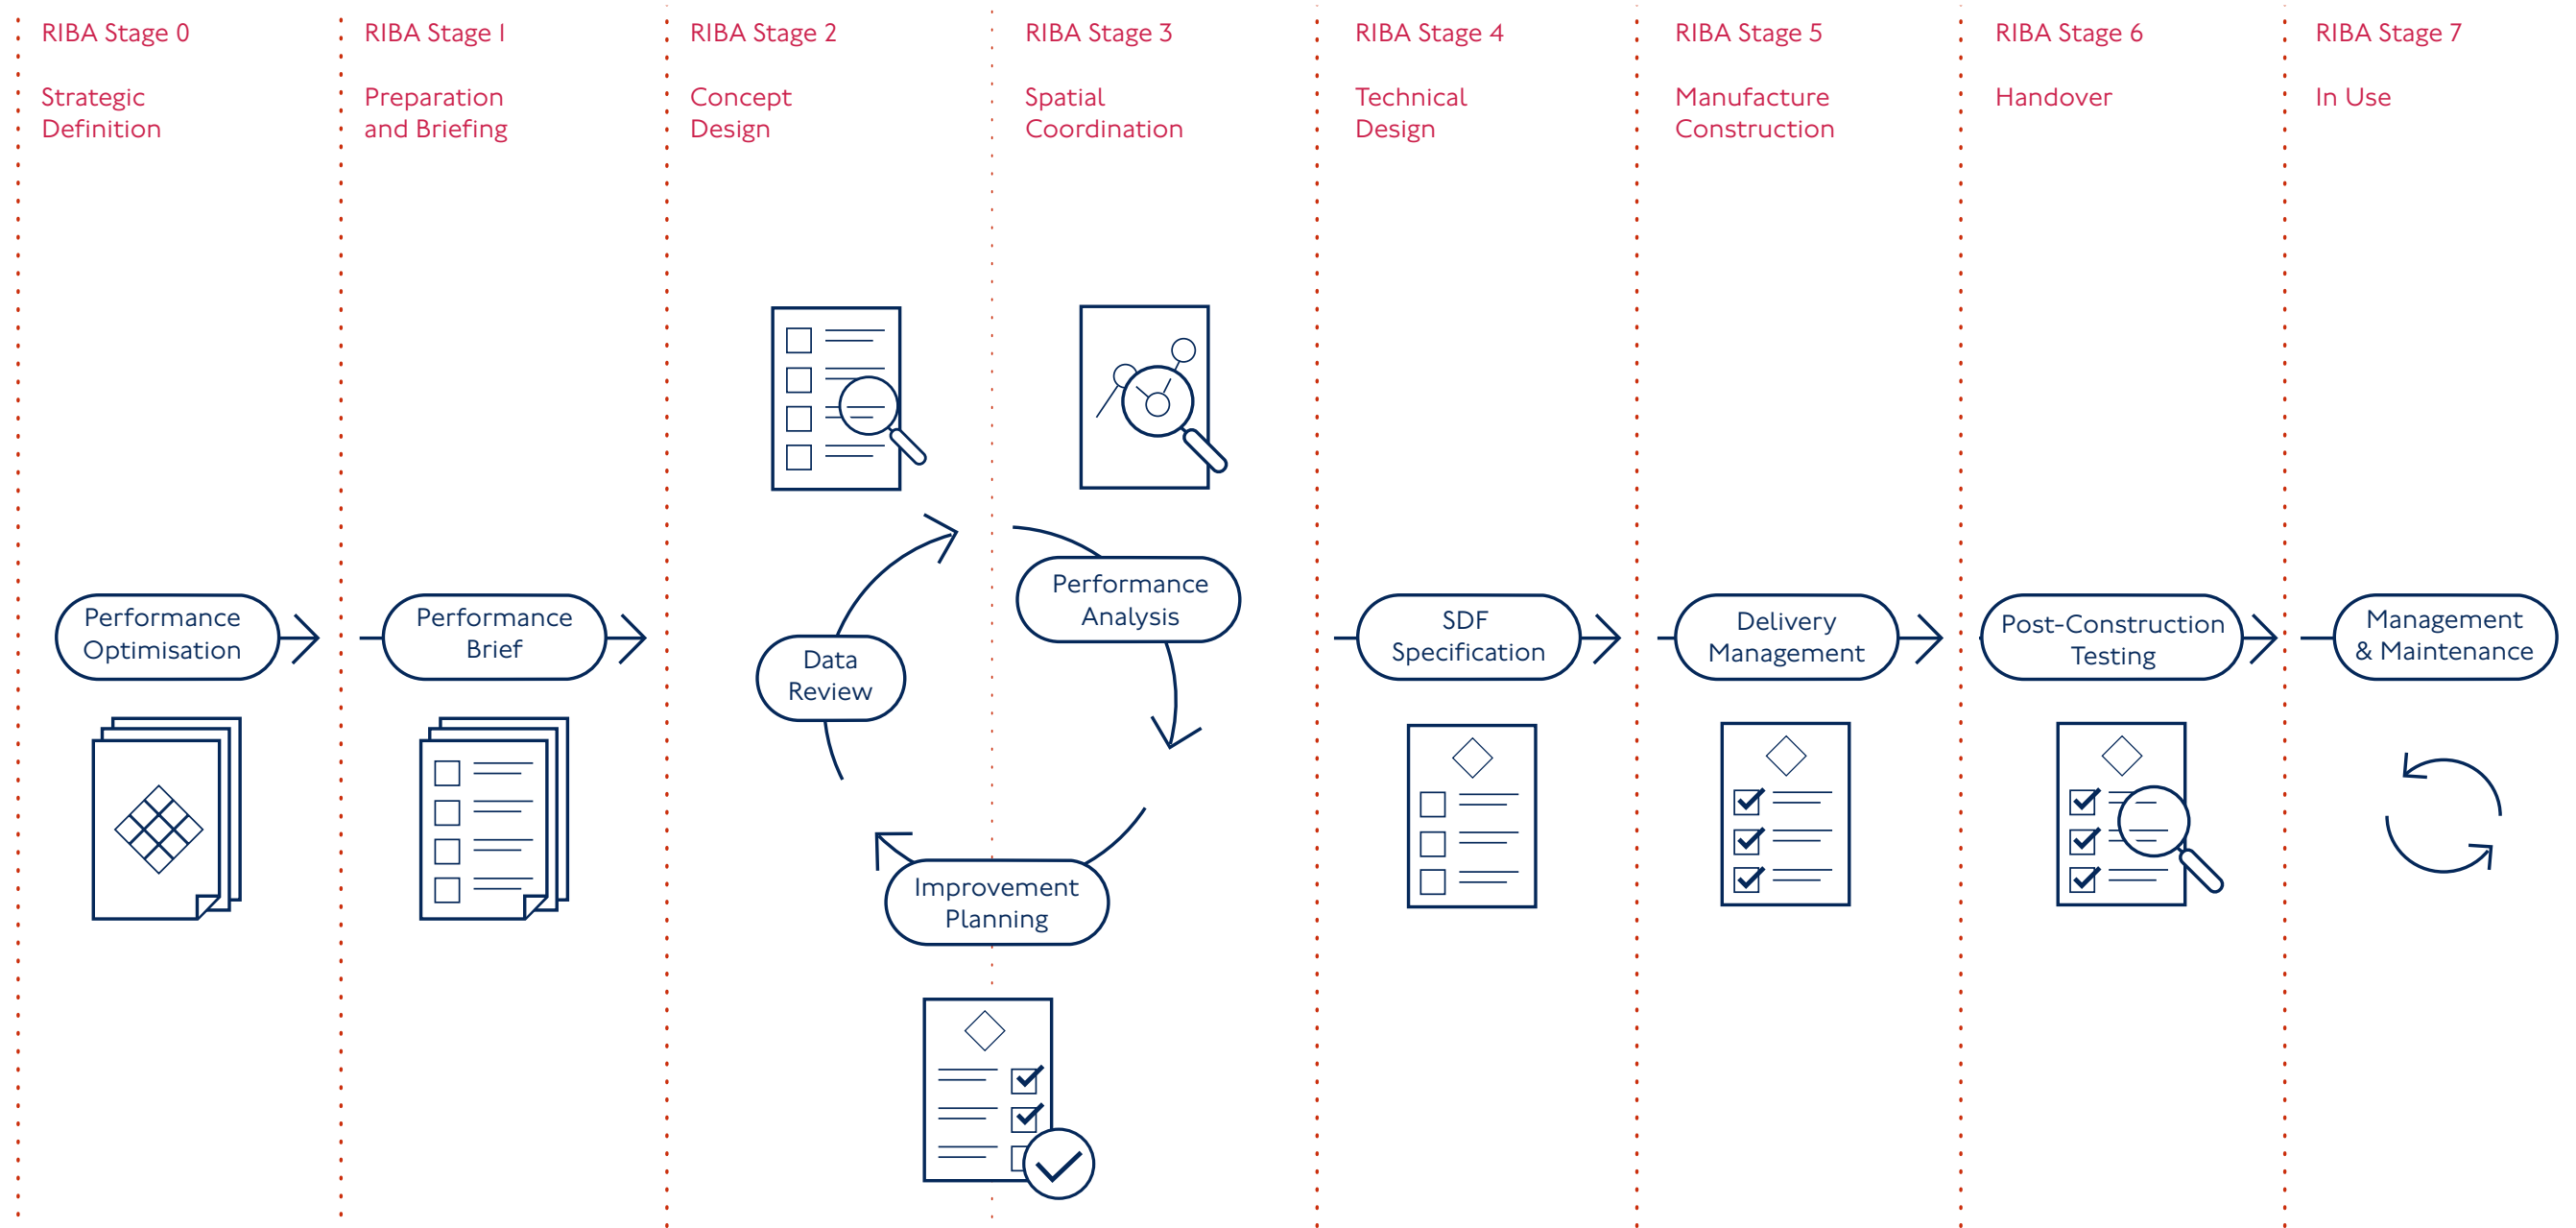 RIBA Stage 0
Strategic
Definition
RIBA Stage 1
Preparation
and Briefing
RIBA Stage 2
Concept
Design
RIBA Stage 3
Spatial
Coordination
RIBA Stage 4
Technical
Design
RIBA Stage 5
Manufacture
Construction
RIBA Stage 6
Handover
RIBA Stage 7
In Use
Performance
Optimisation
Performance
Brief
Data
Review
Performance
Analysis
Improvement
Planning
SDF
Specification
Delivery
Management
Post-Construction
Testing
Management
& Maintenance